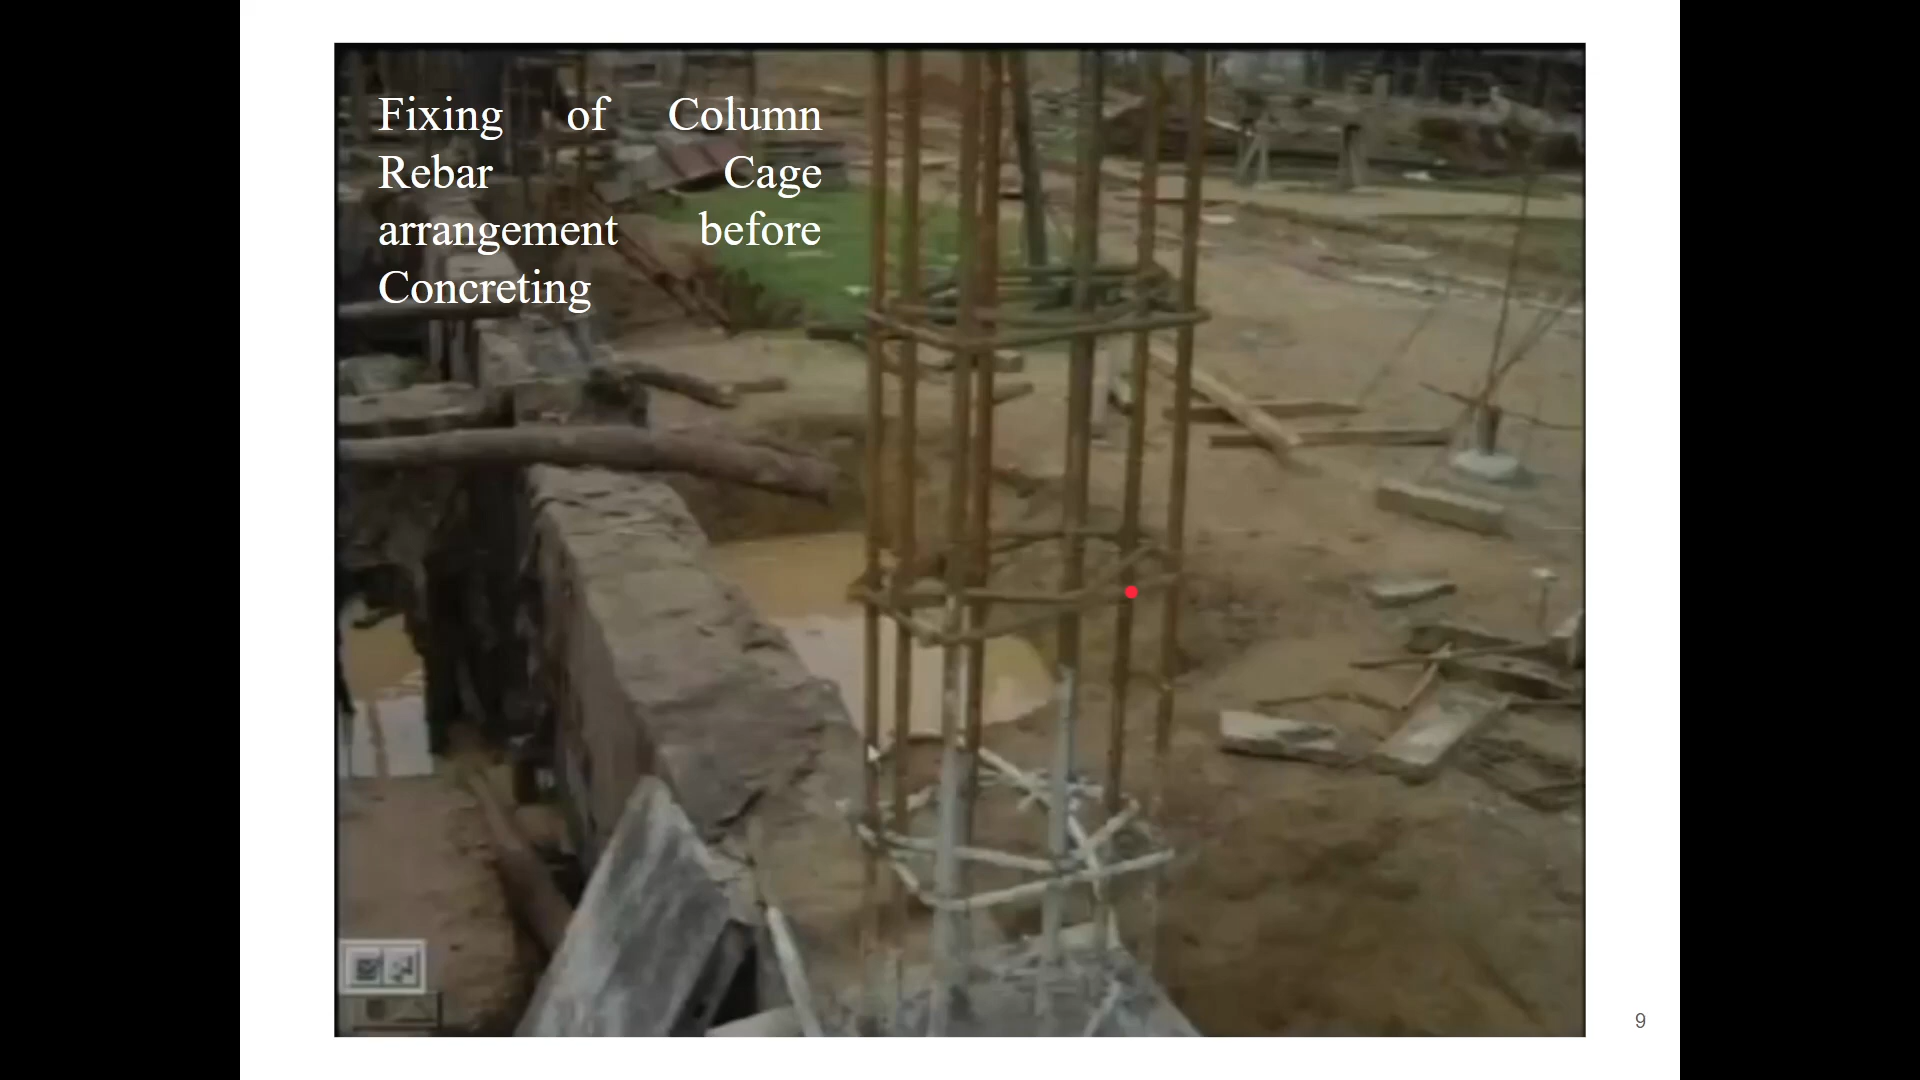 Fixing of Column
Rebar Cage
arrangement before
Concreting
9